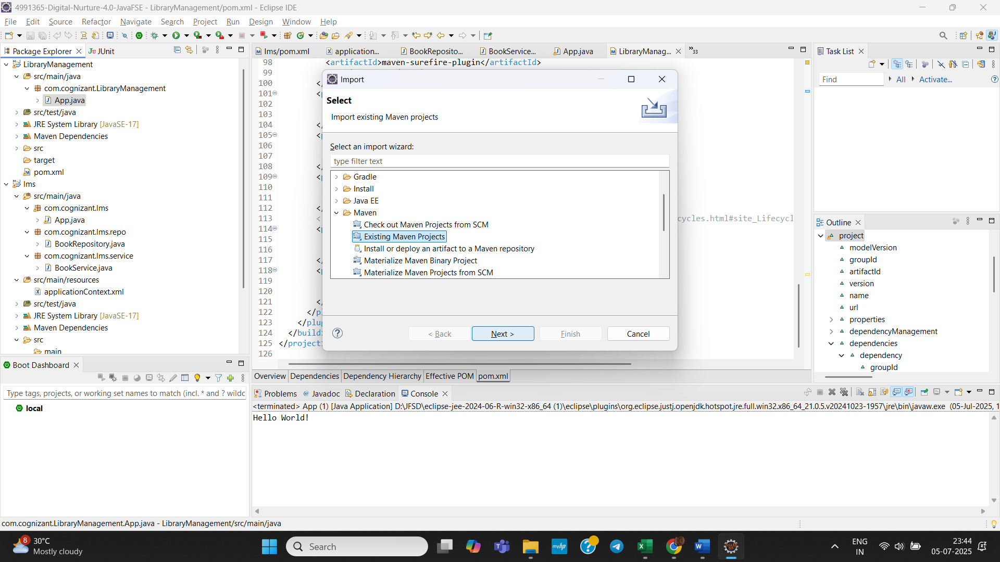 4991365-Digital-Nurture-4.0-JavaFSE - LibraryManagement/pom.xml - Eclipse IDE
File Edit Source Refactor Navigate Search Project Run Design Window Help
Package Explorer
JUnit
LibraryManagement
src/main/java
com.cognizant.LibraryManagement
App.java
src/test/java
JRE System Library [JavaSE-17]
Maven Dependencies
src
target
pom.xml
lms
src/main/java
com.cognizant.lms
App.java
com.cognizant.lms.repo
BookRepository.java
com.cognizant.lms.service
BookService.java
src/main/resources
applicationContext.xml
src/test/java
JRE System Library [JavaSE-17]
Maven Dependencies
src
main
Boot Dashboard
Type tags, projects, or working set names to match (incl. * and ? wildc
local
lms/pom.xml
application...
BookReposito...
BookService...
App.java
LibraryManag...
»33
98 <artifactId>maven-surefire-plugin</artifactId>
99
100 </
101 <
102
103
104 </
105 <
106
107
108 </
109 <
110
111
112 </
113 < cycles.html#site_Lifecycl
114 <
115
116
117 </
118 <
119
120
121 </
122 </p
123 </plu
124 </build
125 </project
126
Import
Select
Import existing Maven projects
Select an import wizard:
type filter text
Gradle
Install
Java EE
Maven
Check out Maven Projects from SCM
Existing Maven Projects
Install or deploy an artifact to a Maven repository
Materialize Maven Binary Project
Materialize Maven Projects from SCM
< Back
Next >
Finish
Cancel
Overview Dependencies Dependency Hierarchy Effective POM pom.xml
Problems Javadoc Declaration Console
<terminated> App (1) [Java Application] D:\JFSD\eclipse-jee-2024-06-R-win32-x86_64 (1)\eclipse\plugins\org.eclipse.justj.openjdk.hotspot.jre.full.win32.x86_64_21.0.5.v20241023-1957\jre\bin\javaw.exe (05-Jul-2025, 1
Hello World!
Task List
Find
All
Activate...
Outline
project
modelVersion
groupId
artifactId
version
name
url
properties
dependencyManagement
dependencies
dependency
groupId
com.cognizant.LibraryManagement.App.java - LibraryManagement/src/main/java
8
30°C
Mostly cloudy
Search
myhp
ENG
IN
23:44
05-07-2025